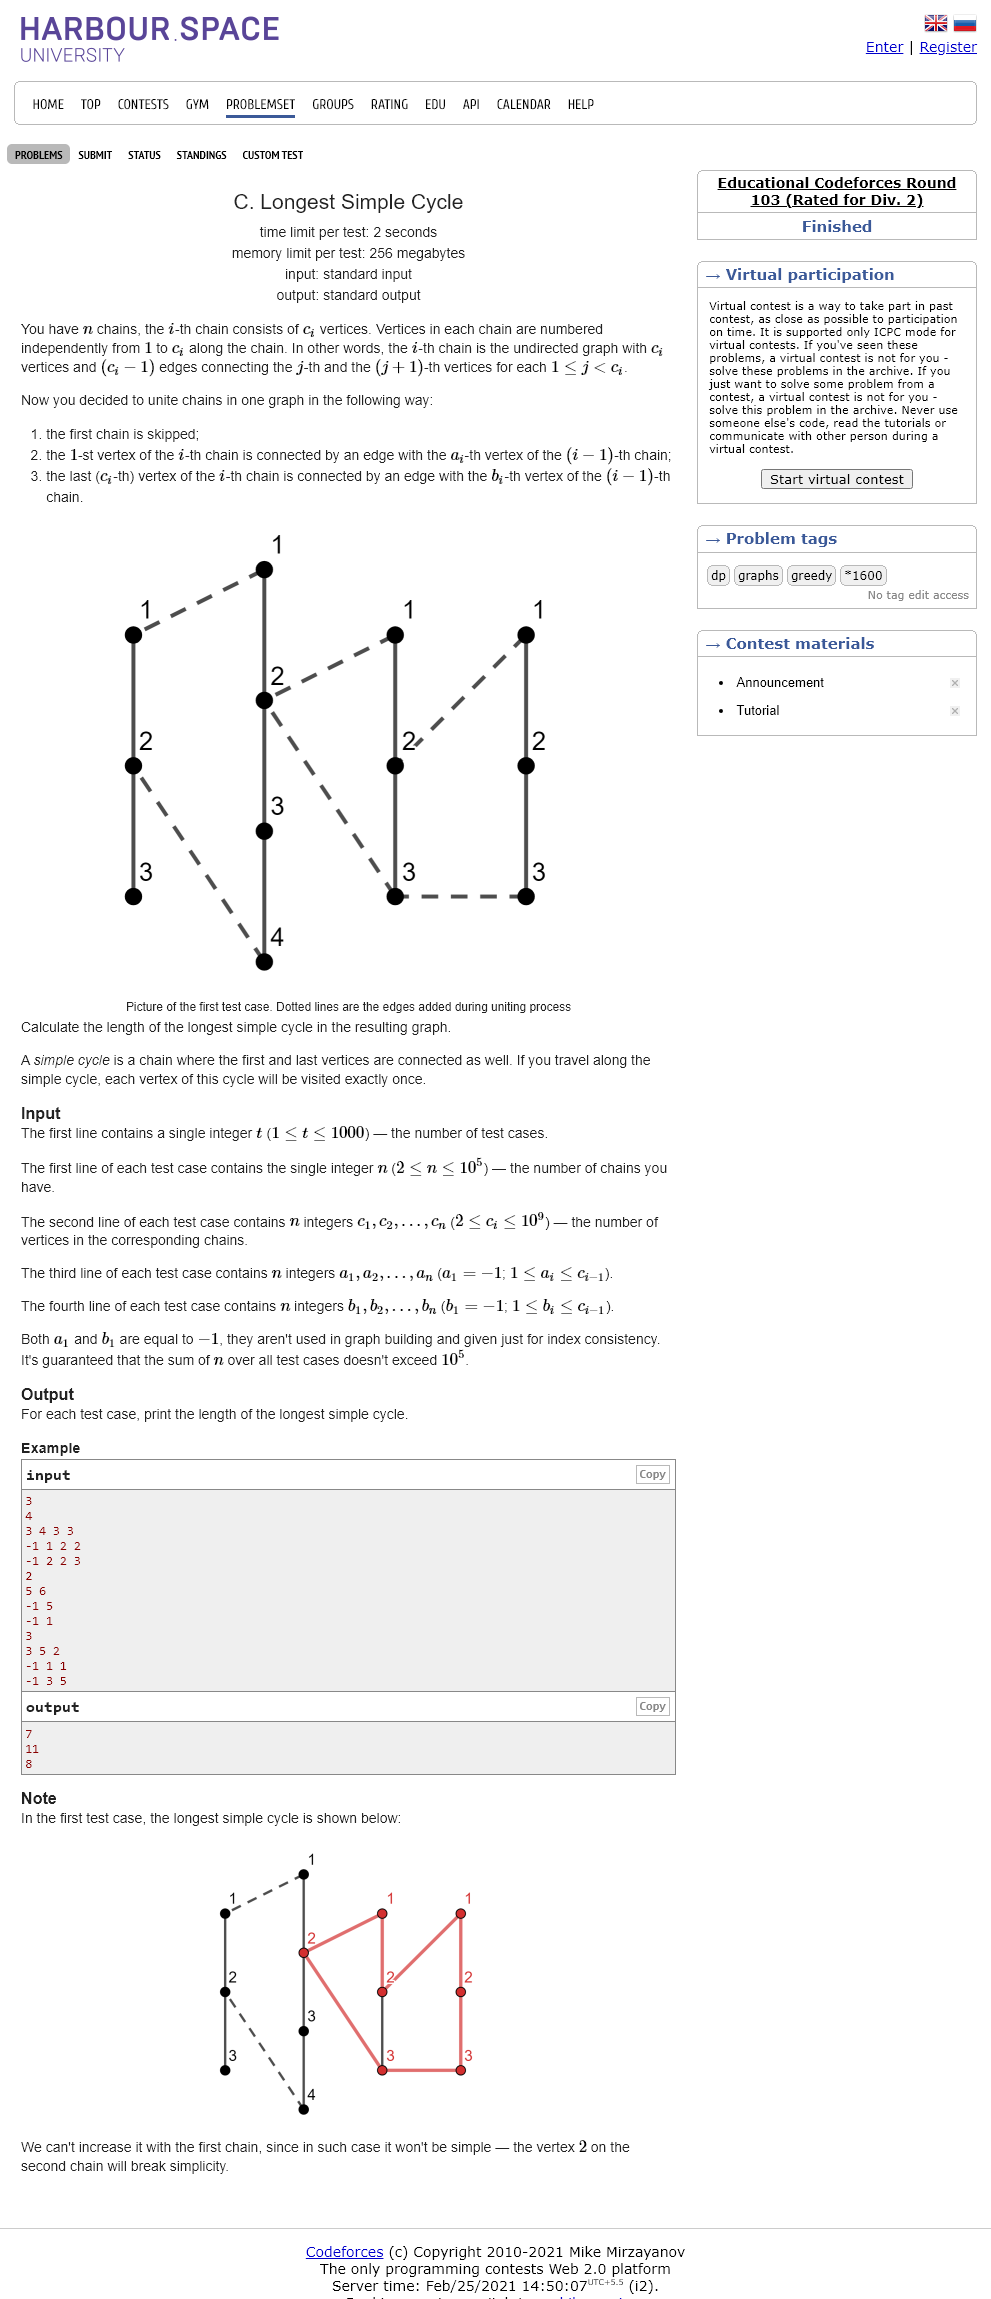 HARBOUR.SPACE
UNIVERSITY
Enter | Register
HOME TOP CONTESTS GYM PROBLEMSET GROUPS RATING EDU API CALENDAR HELP
PROBLEMS SUBMIT STATUS STANDINGS CUSTOM TEST
C. Longest Simple Cycle
time limit per test: 2 seconds
memory limit per test: 256 megabytes
input: standard input
output: standard output
You have n chains, the i-th chain consists of c_i vertices. Vertices in each chain are numbered
independently from 1 to c_i along the chain. In other words, the i-th chain is the undirected graph with c_i
vertices and (c_i − 1) edges connecting the j-th and the (j + 1)-th vertices for each 1 ≤ j < c_i.
Now you decided to unite chains in one graph in the following way:
1. the first chain is skipped;
2. the 1-st vertex of the i-th chain is connected by an edge with the a_i-th vertex of the (i − 1)-th chain;
3. the last (c_i-th) vertex of the i-th chain is connected by an edge with the b_i-th vertex of the (i − 1)-th
chain.
1
1 1 1
2
2 2 2
3
3 3 3
4
Picture of the first test case. Dotted lines are the edges added during uniting process
Calculate the length of the longest simple cycle in the resulting graph.
A simple cycle is a chain where the first and last vertices are connected as well. If you travel along the
simple cycle, each vertex of this cycle will be visited exactly once.
Input
The first line contains a single integer t (1 ≤ t ≤ 1000) — the number of test cases.
The first line of each test case contains the single integer n (2 ≤ n ≤ 10^5) — the number of chains you
have.
The second line of each test case contains n integers c_1, c_2, . . . , c_n (2 ≤ c_i ≤ 10^9) — the number of
vertices in the corresponding chains.
The third line of each test case contains n integers a_1, a_2, . . . , a_n (a_1 = −1; 1 ≤ a_i ≤ c_{i−1}).
The fourth line of each test case contains n integers b_1, b_2, . . . , b_n (b_1 = −1; 1 ≤ b_i ≤ c_{i−1}).
Both a_1 and b_1 are equal to −1, they aren't used in graph building and given just for index consistency.
It's guaranteed that the sum of n over all test cases doesn't exceed 10^5.
Output
For each test case, print the length of the longest simple cycle.
Example
input Copy
3
4
3 4 3 3
-1 1 2 2
-1 2 2 3
2
5 6
-1 5
-1 1
3
3 5 2
-1 1 1
-1 3 5
output Copy
7
11
8
Note
In the first test case, the longest simple cycle is shown below:
1
1 1 1
2
2 2 2
3
3 3 3
4
We can't increase it with the first chain, since in such case it won't be simple — the vertex 2 on the
second chain will break simplicity.
Educational Codeforces Round
103 (Rated for Div. 2)
Finished
→ Virtual participation
Virtual contest is a way to take part in past
contest, as close as possible to participation
on time. It is supported only ICPC mode for
virtual contests. If you've seen these
problems, a virtual contest is not for you -
solve these problems in the archive. If you
just want to solve some problem from a
contest, a virtual contest is not for you -
solve this problem in the archive. Never use
someone else's code, read the tutorials or
communicate with other person during a
virtual contest.
Start virtual contest
→ Problem tags
dp graphs greedy *1600
No tag edit access
→ Contest materials
• Announcement
• Tutorial
Codeforces (c) Copyright 2010-2021 Mike Mirzayanov
The only programming contests Web 2.0 platform
Server time: Feb/25/2021 14:50:07 UTC+5.5 (i2).